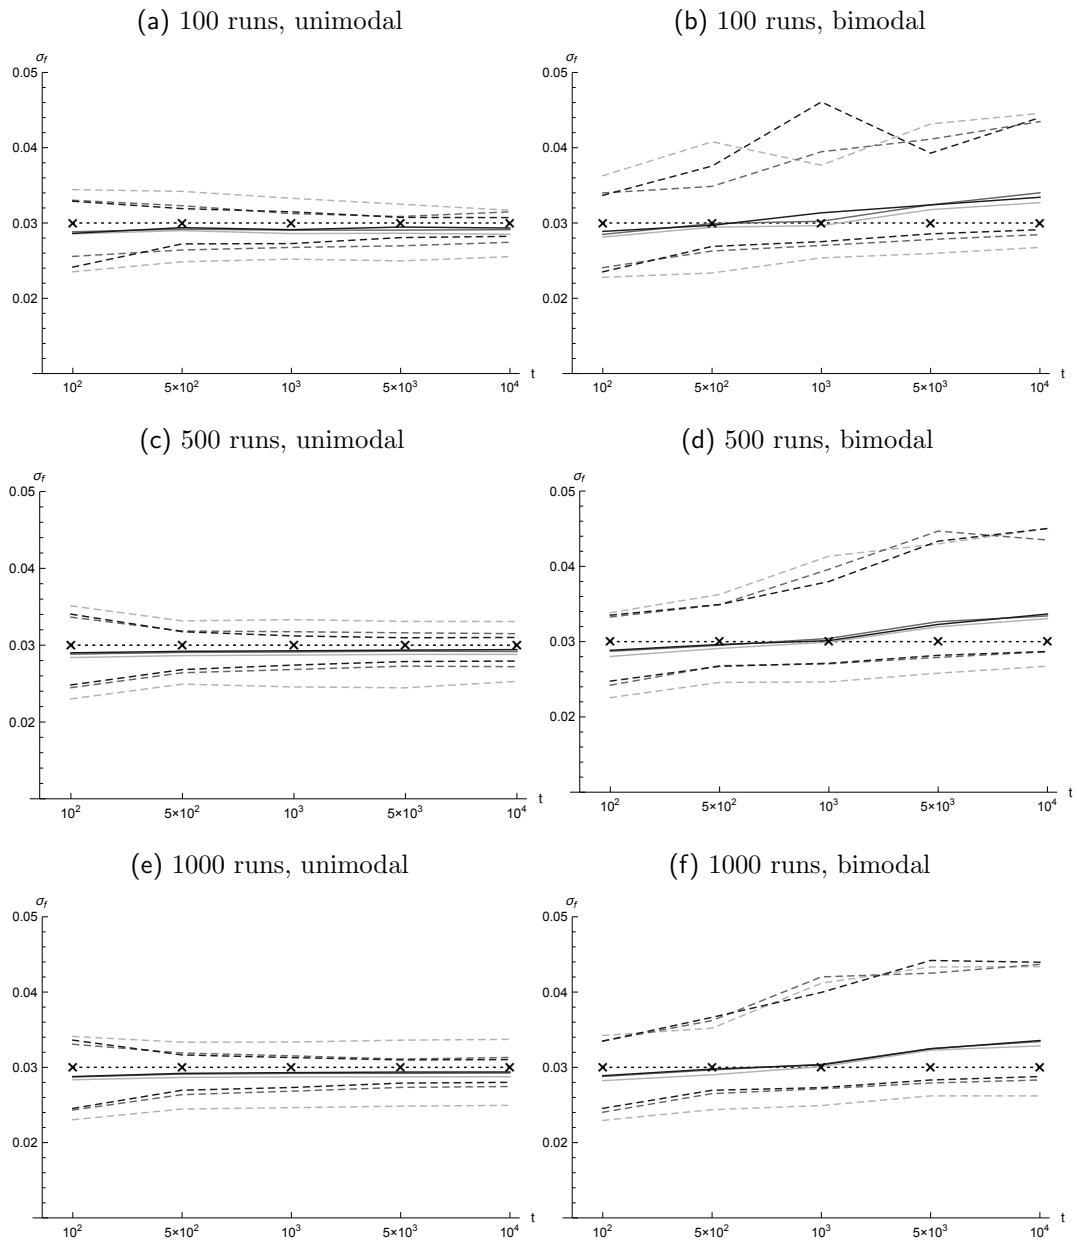 (a) 100 runs, unimodal
σf
0.05
0.04
0.03
0.02
10² 5×10² 10³ 5×10³ 10⁴ t
(b) 100 runs, bimodal
σf
0.05
0.04
0.03
0.02
10² 5×10² 10³ 5×10³ 10⁴ t
(c) 500 runs, unimodal
σf
0.05
0.04
0.03
0.02
10² 5×10² 10³ 5×10³ 10⁴ t
(d) 500 runs, bimodal
σf
0.05
0.04
0.03
0.02
10² 5×10² 10³ 5×10³ 10⁴ t
(e) 1000 runs, unimodal
σf
0.05
0.04
0.03
0.02
10² 5×10² 10³ 5×10³ 10⁴ t
(f) 1000 runs, bimodal
σf
0.05
0.04
0.03
0.02
10² 5×10² 10³ 5×10³ 10⁴ t